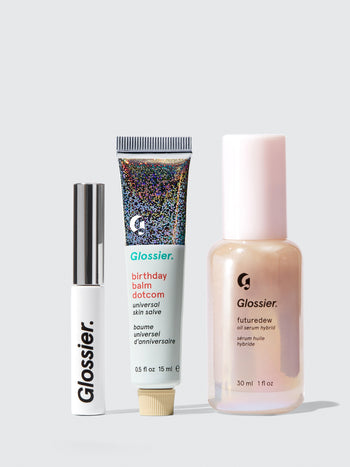 Glossier.
G
Glossier.
birthday
balm
dotcom
universal
skin salve
baume
universel
d'anniversaire
0.5 fl oz 15 ml ℮
G
Glossier.
futuredew
oil serum hybrid
sérum huile
hybride
30 ml 1 fl oz